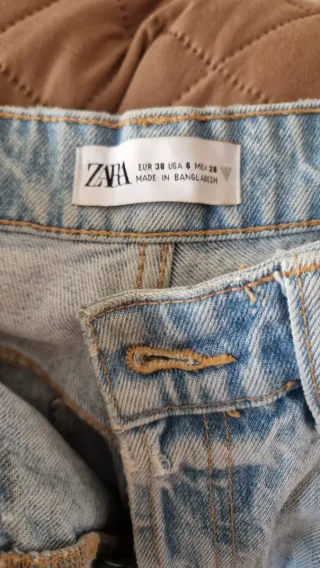 ZARA
EUR 38 USA 6 MEX 28
MADE IN BANGLADESH